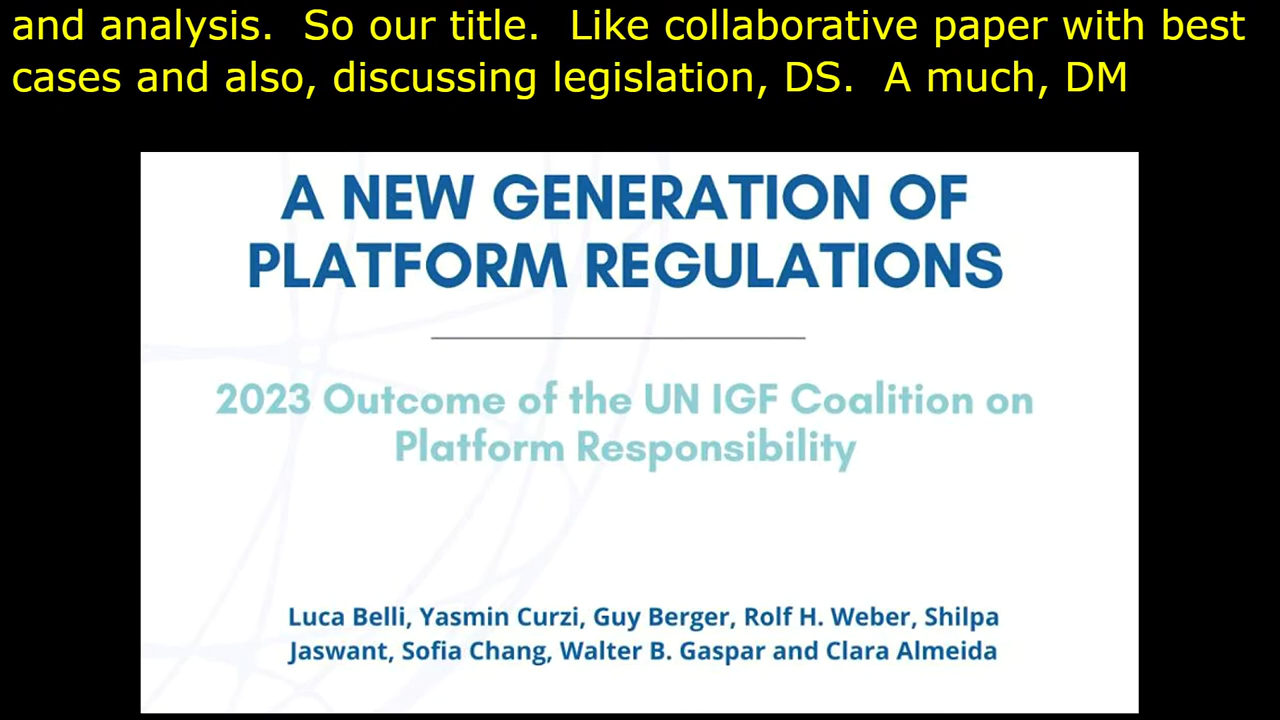 and analysis.  So our title.  Like collaborative paper with best
cases and also, discussing legislation, DS.  A much, DM
A NEW GENERATION OF
PLATFORM REGULATIONS
2023 Outcome of the UN IGF Coalition on
Platform Responsibility
Luca Belli, Yasmin Curzi, Guy Berger, Rolf H. Weber, Shilpa
Jaswant, Sofia Chang, Walter B. Gaspar and Clara Almeida